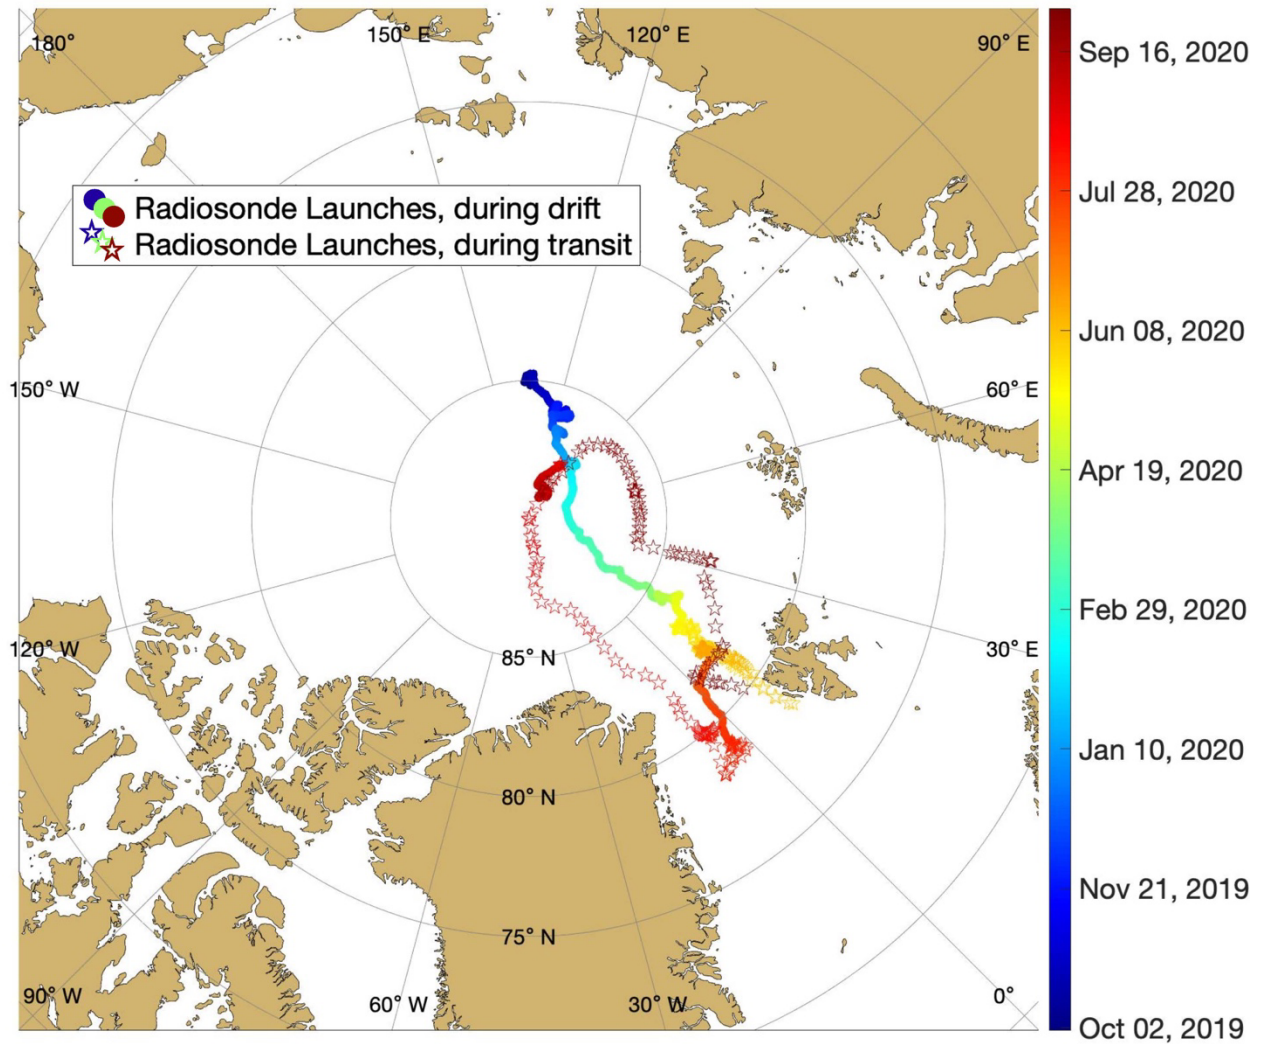 180°
150° E
120° E
90° E
Radiosonde Launches, during drift
Radiosonde Launches, during transit
150° W
60° E
120° W
85° N
30° E
80° N
75° N
90° W
60° W
30° W
0°
Sep 16, 2020
Jul 28, 2020
Jun 08, 2020
Apr 19, 2020
Feb 29, 2020
Jan 10, 2020
Nov 21, 2019
Oct 02, 2019